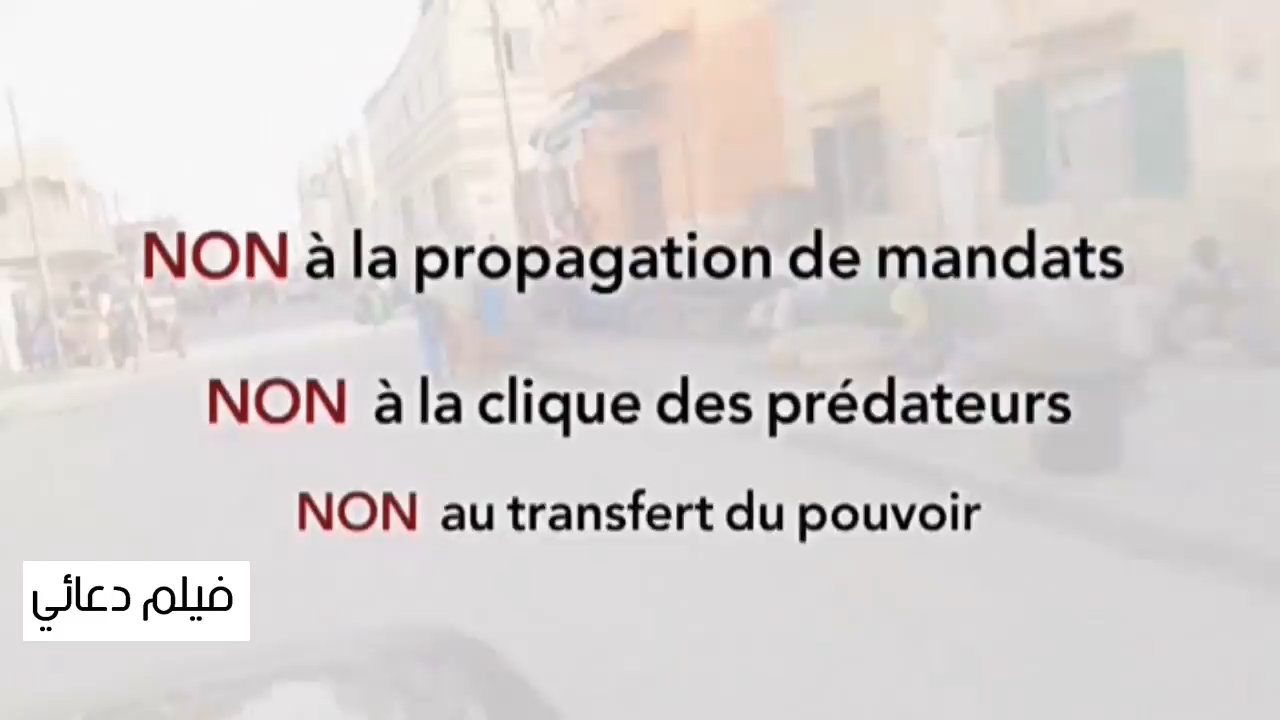 NON à la propagation de mandats
NON à la clique des prédateurs
NON au transfert du pouvoir
فيلم دعائي